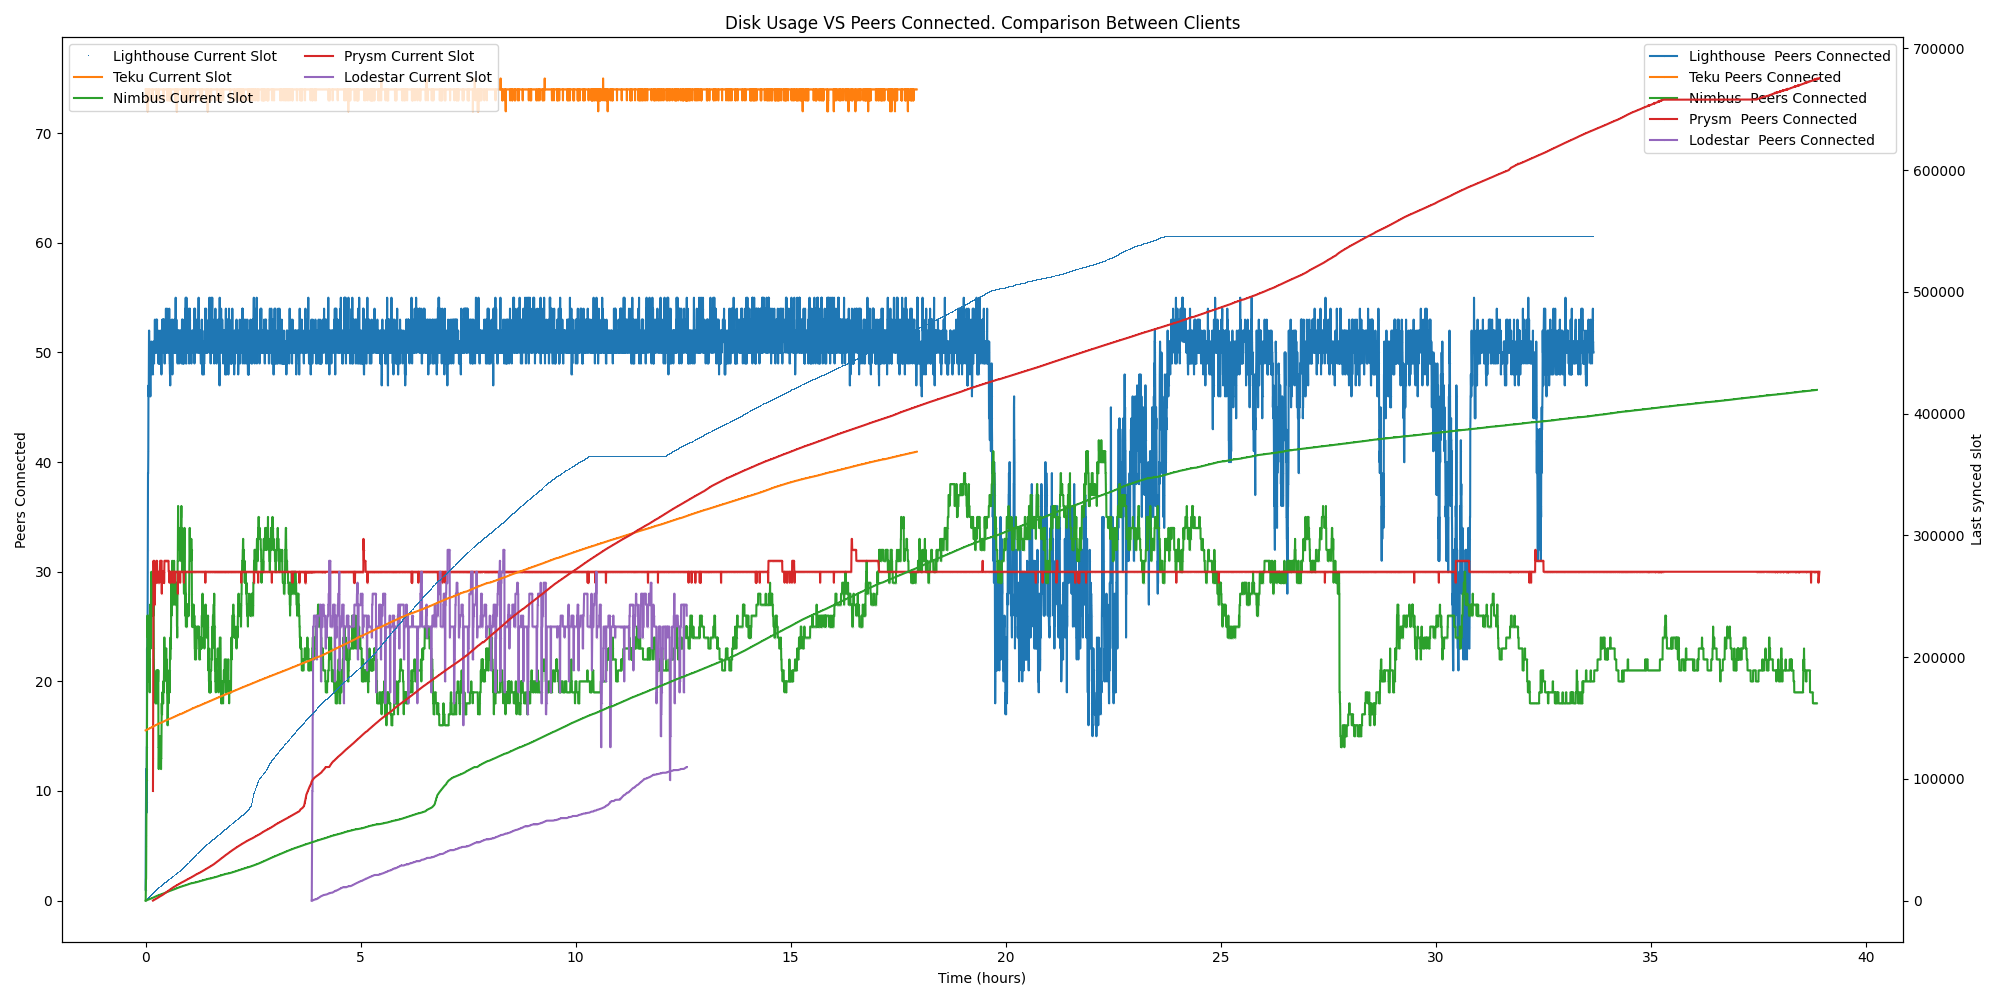 Disk Usage VS Peers Connected. Comparison Between Clients
Lighthouse Current Slot
Teku Current Slot
Nimbus Current Slot
Prysm Current Slot
Lodestar Current Slot
Lighthouse  Peers Connected
Teku Peers Connected
Nimbus  Peers Connected
Prysm  Peers Connected
Lodestar  Peers Connected
Peers Connected
70
60
50
40
30
20
10
0
700000
600000
500000
400000
300000
200000
100000
0
Last synced slot
0
5
10
15
20
25
30
35
40
Time (hours)